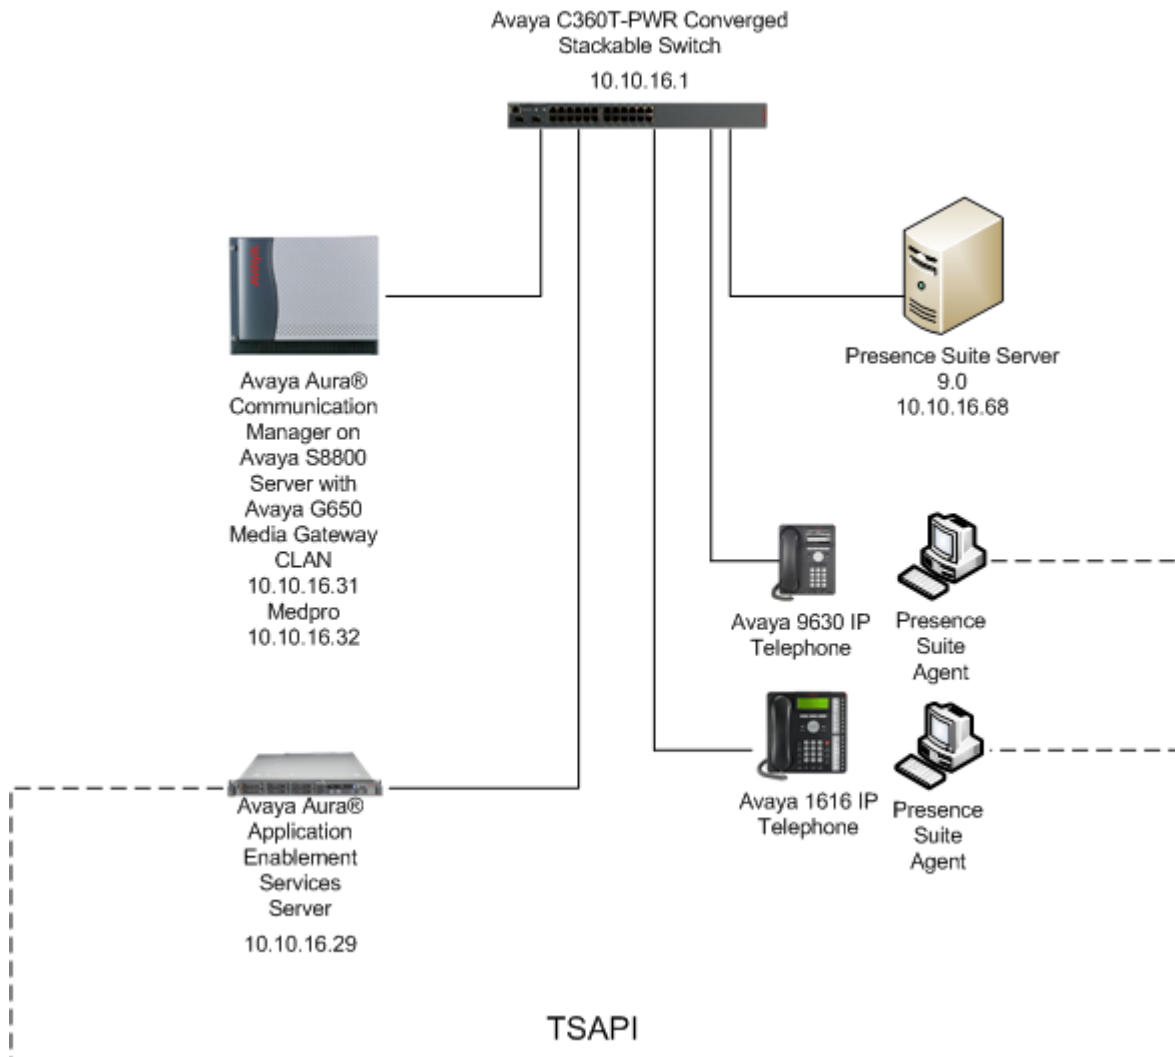 Avaya C360T-PWR Converged
Stackable Switch
10.10.16.1
AVAYA
Avaya Aura®
Communication
Manager on
Avaya S8800
Server with
Avaya G650
Media Gateway
CLAN
10.10.16.31
Medpro
10.10.16.32
Presence Suite Server
9.0
10.10.16.68
Avaya 9630 IP
Telephone
Presence
Suite
Agent
Avaya 1616 IP
Telephone
Presence
Suite
Agent
Avaya Aura®
Application
Enablement
Services
Server
10.10.16.29
TSAPI